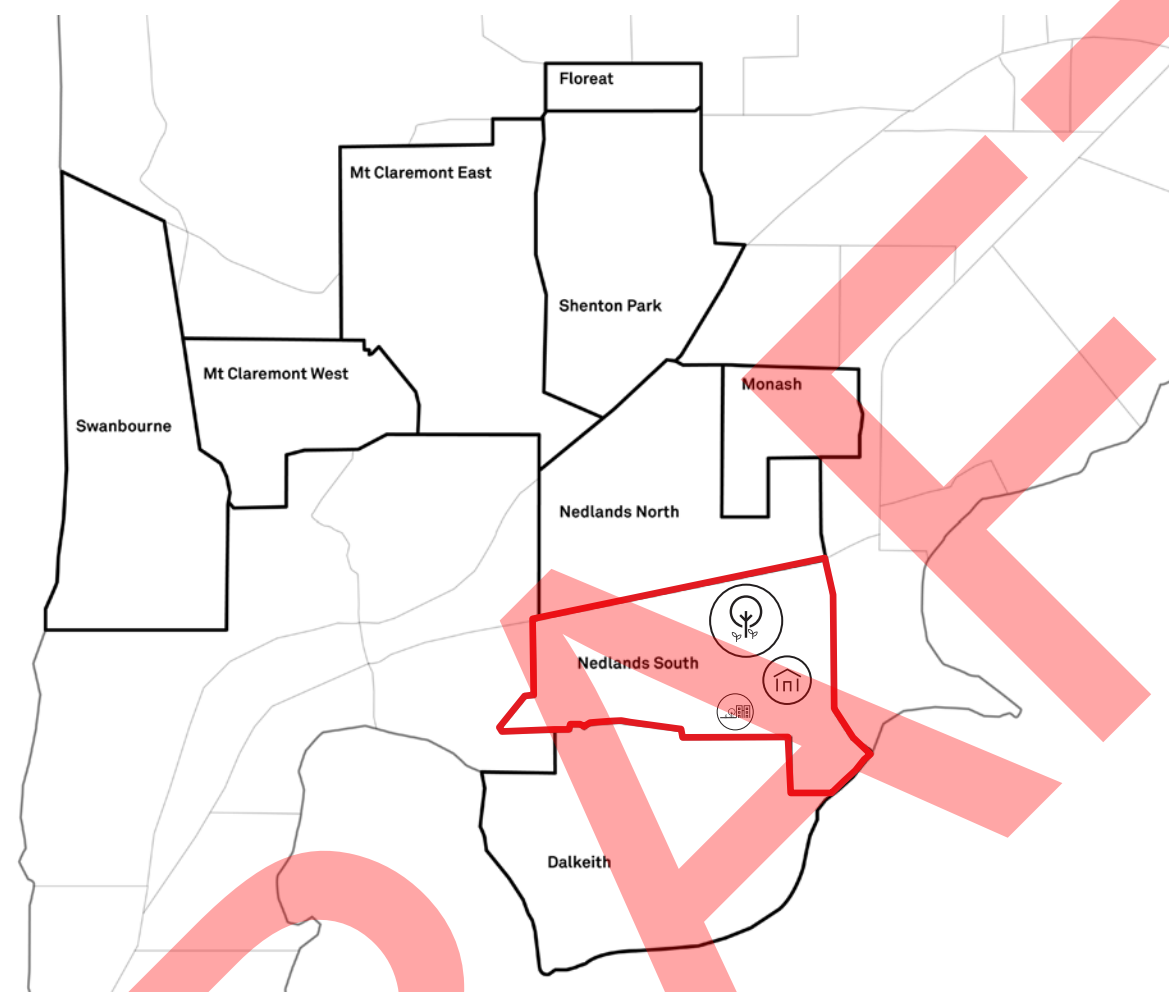 Floreat
Mt Claremont East
Shenton Park
Mt Claremont West
Monash
Swanbourne
Nedlands North
Nedlands South
Dalkeith